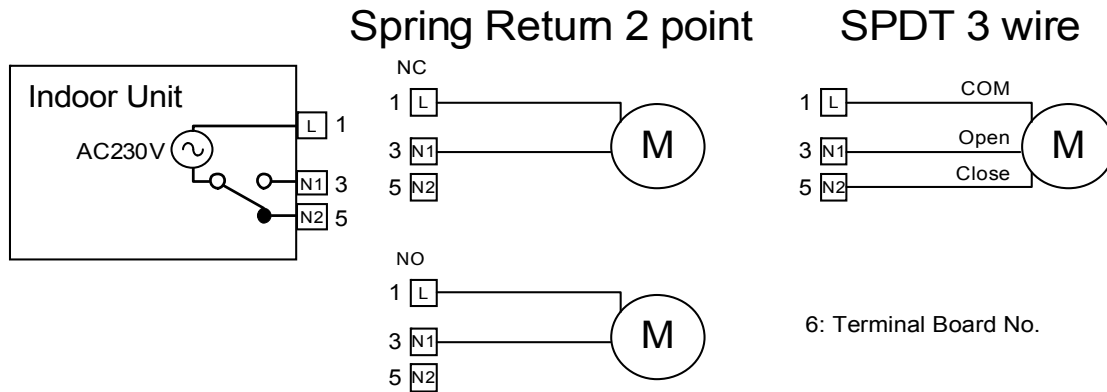 Spring Return 2 point
SPDT 3 wire
Indoor Unit
AC230V
L 1
N1 3
N2 5
NC
1 L
3 N1
5 N2
M
NO
1 L
3 N1
5 N2
M
1 L
3 N1
5 N2
COM
Open
Close
M
6: Terminal Board No.